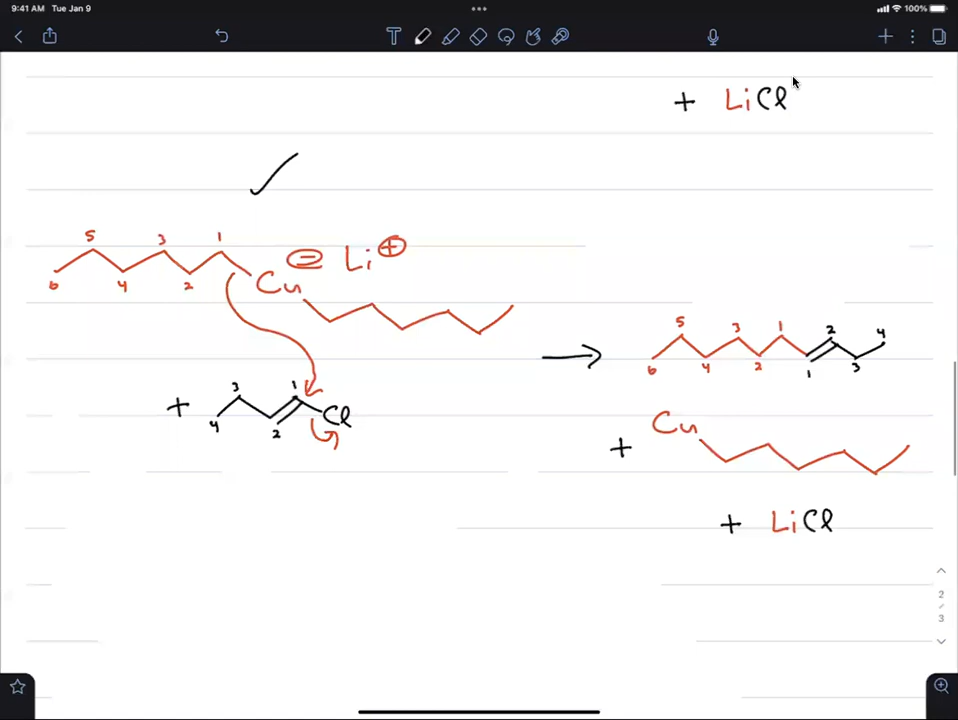 9:41 AM Tue Jan 9
100%
+ LiCl
5 3 1
6 4 2
Cu ⊖ Li ⊕
+ 3 1 Cl
4 2
5 3 1 2 4
6 4 2 1 3
+ Cu
+ LiCl
2
/
3